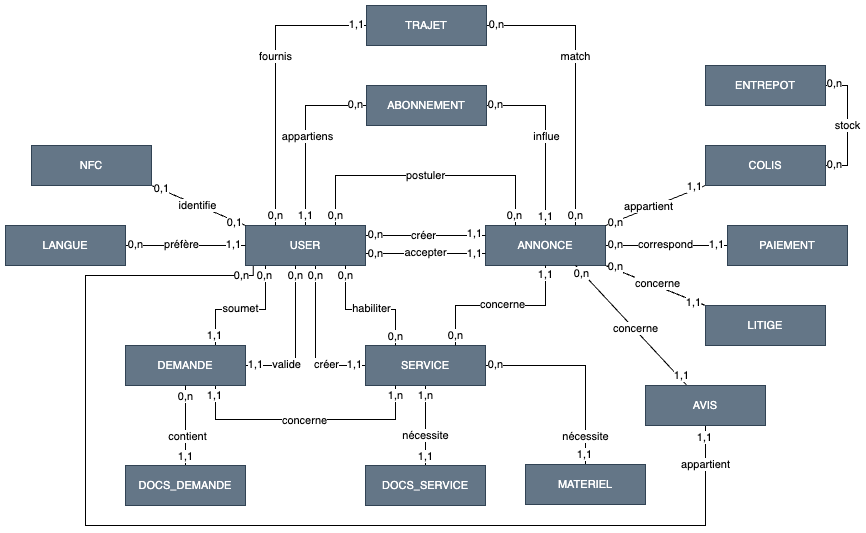 1,1 TRAJET 0,n
fournis match
ENTREPOT 0,n
0,n ABONNEMENT 0,n
stock
appartiens influe
NFC COLIS 0,n
postuler
0,1 1,1
identifie appartient
0,1 0,n 1,1 0,n 0,n 1,1 0,n 0,n
0,n créer 1,1
LANGUE 0,n préfère 1,1 USER ANNONCE 0,n correspond 1,1 PAIEMENT
0,n accepter 1,1
0,n 0,n 0,n 0,n 0,n 1,1 0,n 0,n
concerne
soumet habiliter concerne 1,1
LITIGE
concerne
1,1 0,n 0,n
DEMANDE 1,1 valide créer 1,1 SERVICE 0,n
1,1
0,n 1,1 1,n 1,n
AVIS
concerne
contient nécessite nécessite 1,1
1,1 1,1 1,1
appartient
DOCS_DEMANDE DOCS_SERVICE MATERIEL